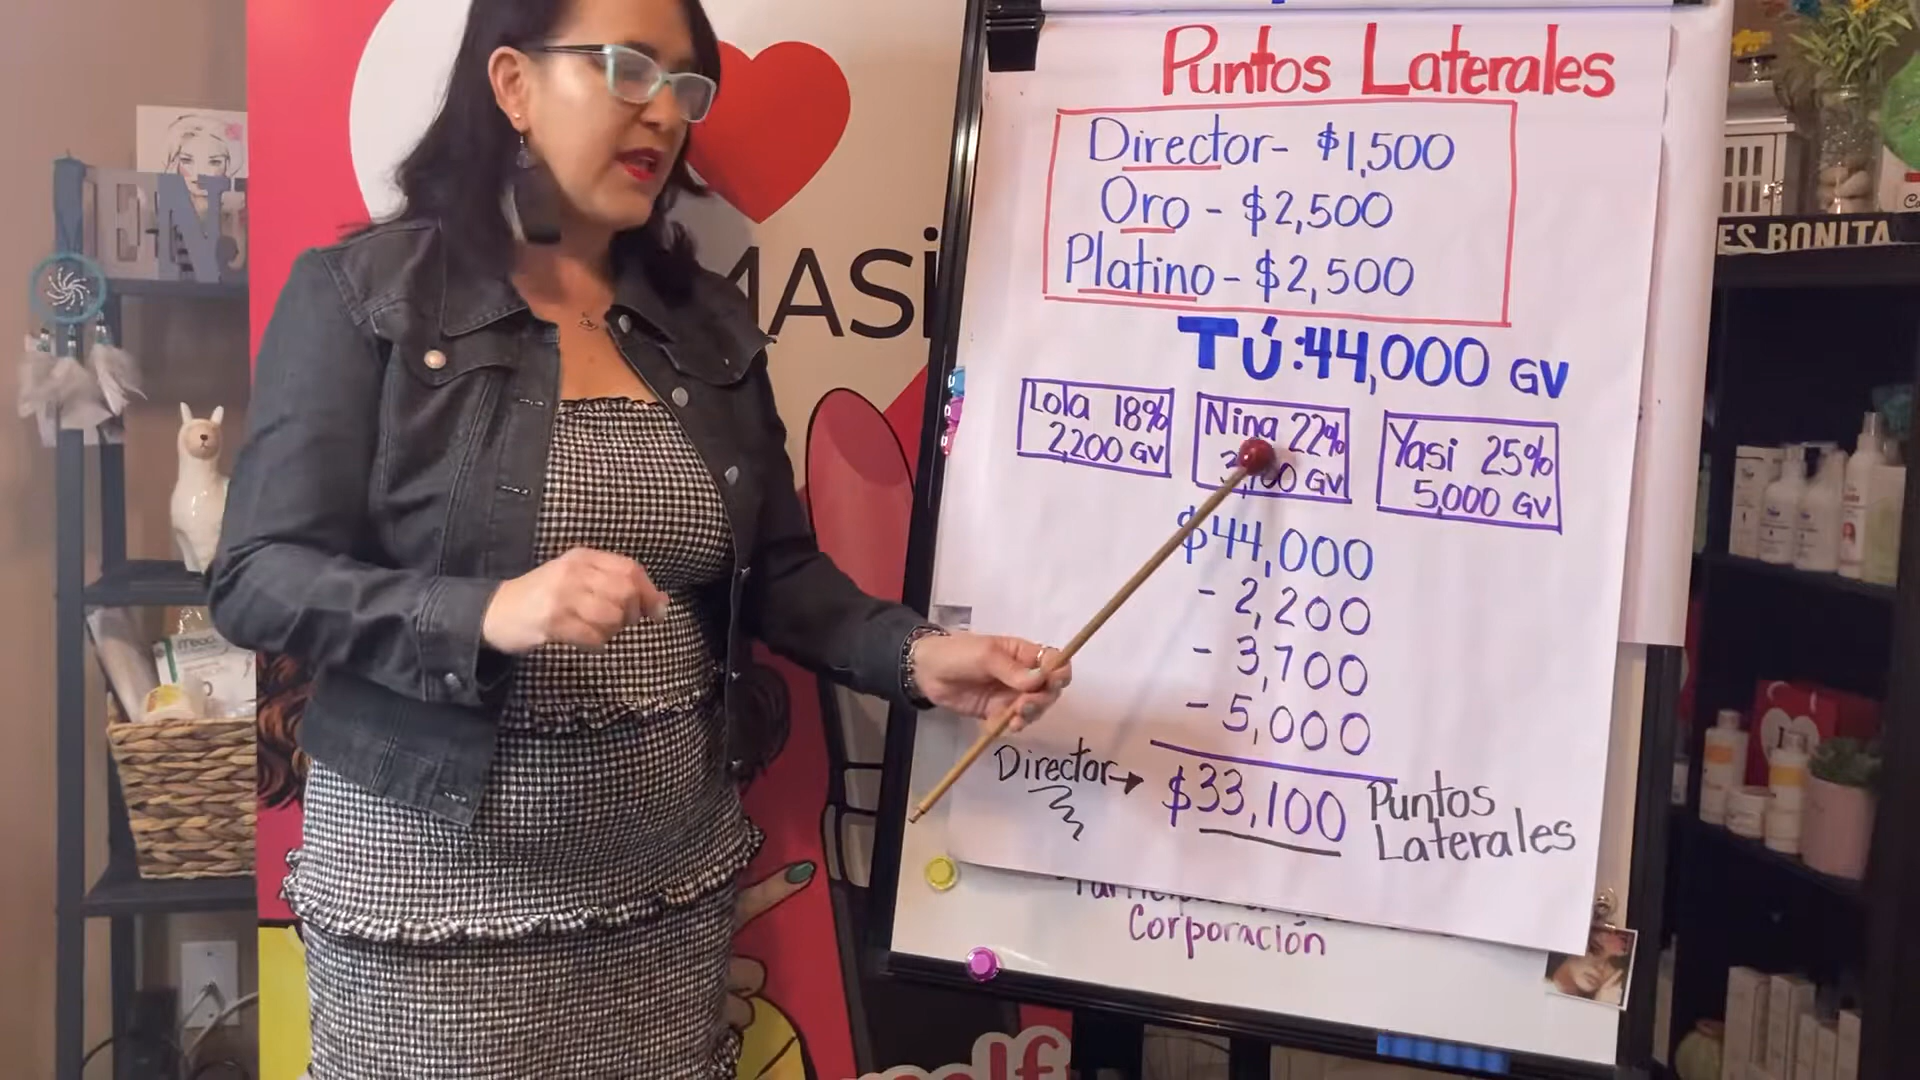 Puntos Laterales
Director- $1,500
Oro - $2,500
Platino - $2,500
TÚ: 44,000 GV
Lola 18%
2,200 GV
Nina 22%
GV
Yasi 25%
5,000 GV
$44,000
- 2,200
- 3,700
- 5,000
Director→ $33,100 Puntos Laterales
Corporación
MASi
ES BONITA